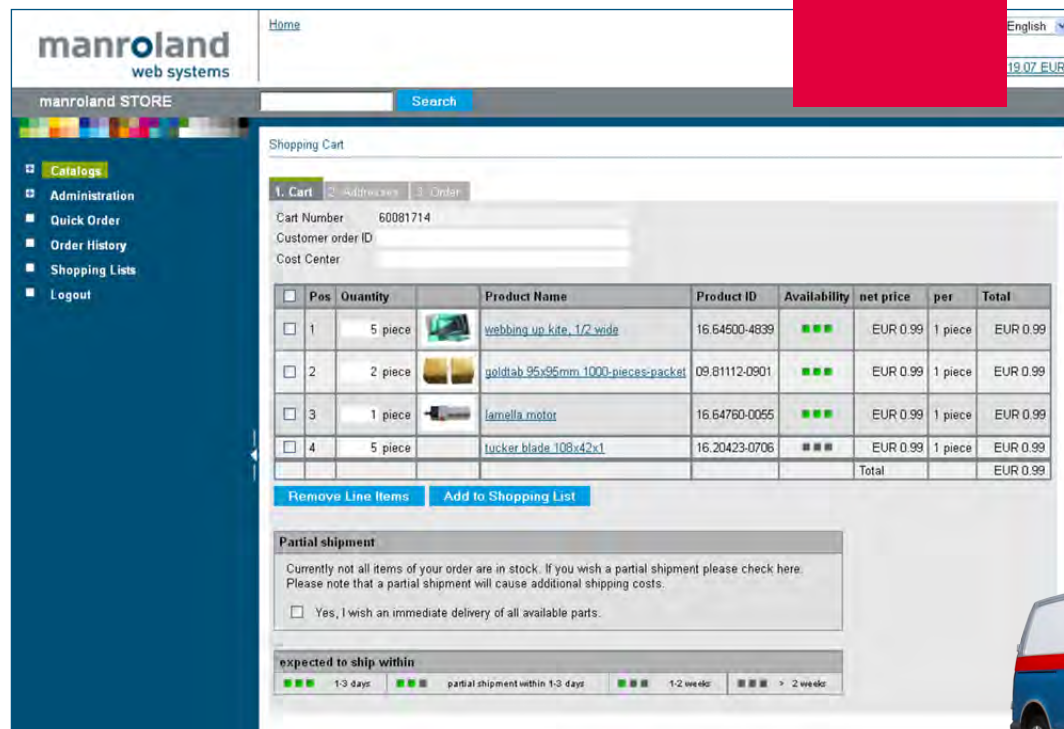 manroland
web systems
Home
English
19.07 EUR
manroland STORE
Search
Catalogs
Administration
Quick Order
Order History
Shopping Lists
Logout
Shopping Cart
1. Cart 2. Addresses 3. Order
Cart Number 60081714
Customer order ID
Cost Center
Pos Quantity Product Name Product ID Availability net price per Total
1 5 piece webbing up kite, 1/2 wide 16.64500-4839 EUR 0.99 1 piece EUR 0.99
2 2 piece goldtab 95x95mm 1000-pieces-packet 09.81112-0901 EUR 0.99 1 piece EUR 0.99
3 1 piece lamella motor 16.64760-0055 EUR 0.99 1 piece EUR 0.99
4 5 piece tucker blade 108x42x1 16.20423-0706 EUR 0.99 1 piece EUR 0.99
Total EUR 0.99
Remove Line Items Add to Shopping List
Partial shipment
Currently not all items of your order are in stock. If you wish a partial shipment please check here.
Please note that a partial shipment will cause additional shipping costs.
Yes, I wish an immediate delivery of all available parts.
expected to ship within
1-3 days partial shipment within 1-3 days 1-2 weeks > 2 weeks